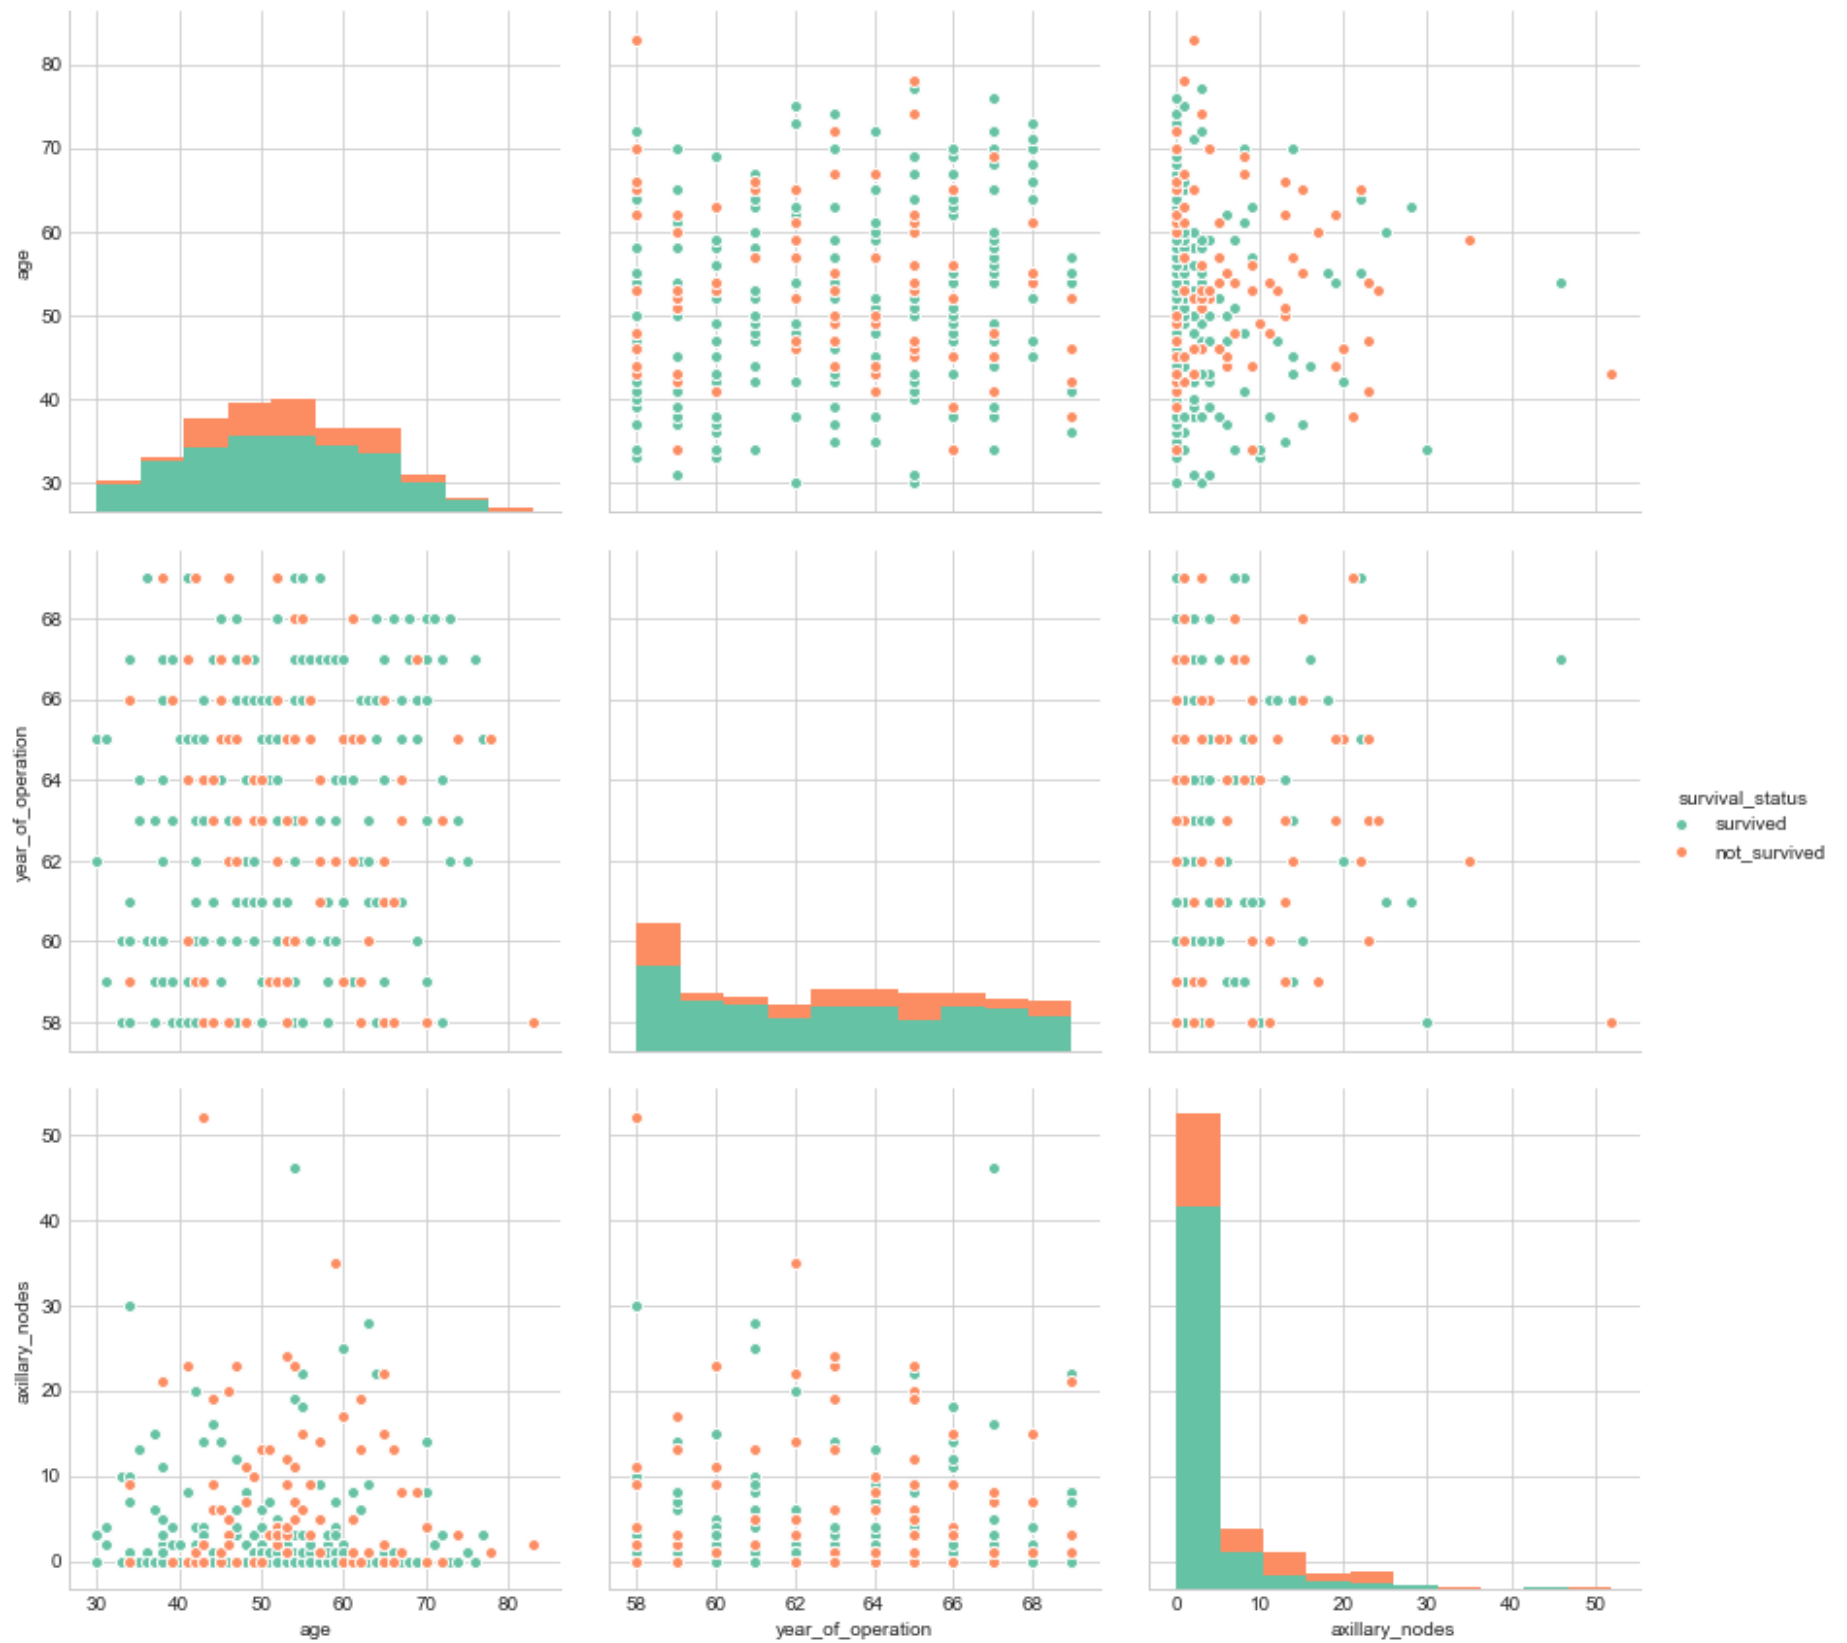 80
70
60
50
40
30
age
68
66
64
62
60
58
year_of_operation
survival_status
survived
not_survived
50
40
30
20
10
0
axillary_nodes
30 40 50 60 70 80 58 60 62 64 66 68 0 10 20 30 40 50
age year_of_operation axillary_nodes